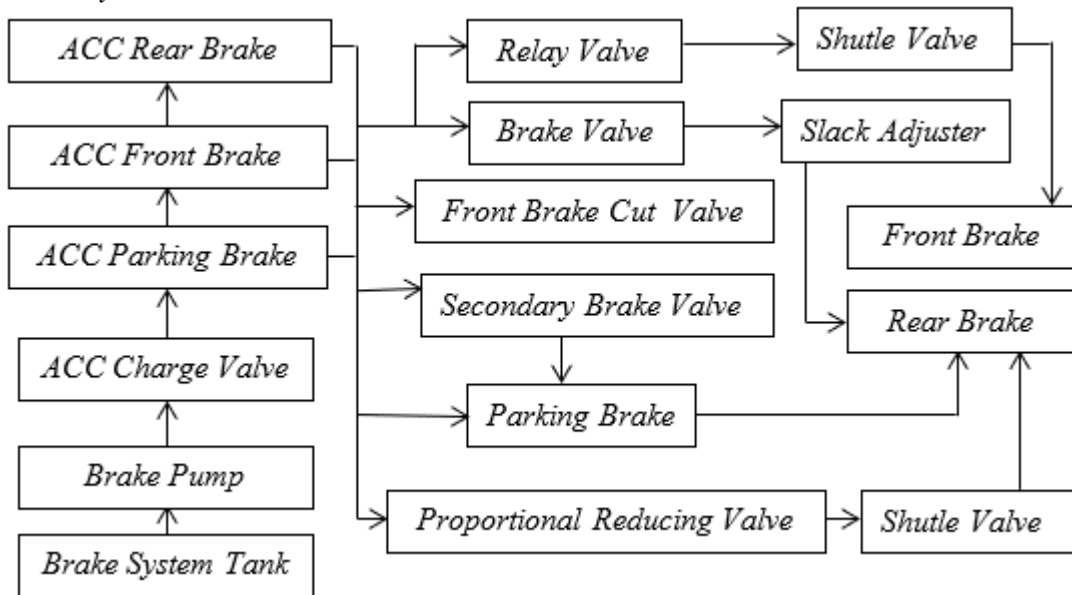 ACC Rear Brake
ACC Front Brake
ACC Parking Brake
ACC Charge Valve
Brake Pump
Brake System Tank
Relay Valve
Shutle Valve
Brake Valve
Slack Adjuster
Front Brake Cut Valve
Front Brake
Secondary Brake Valve
Rear Brake
Parking Brake
Proportional Reducing Valve
Shutle Valve